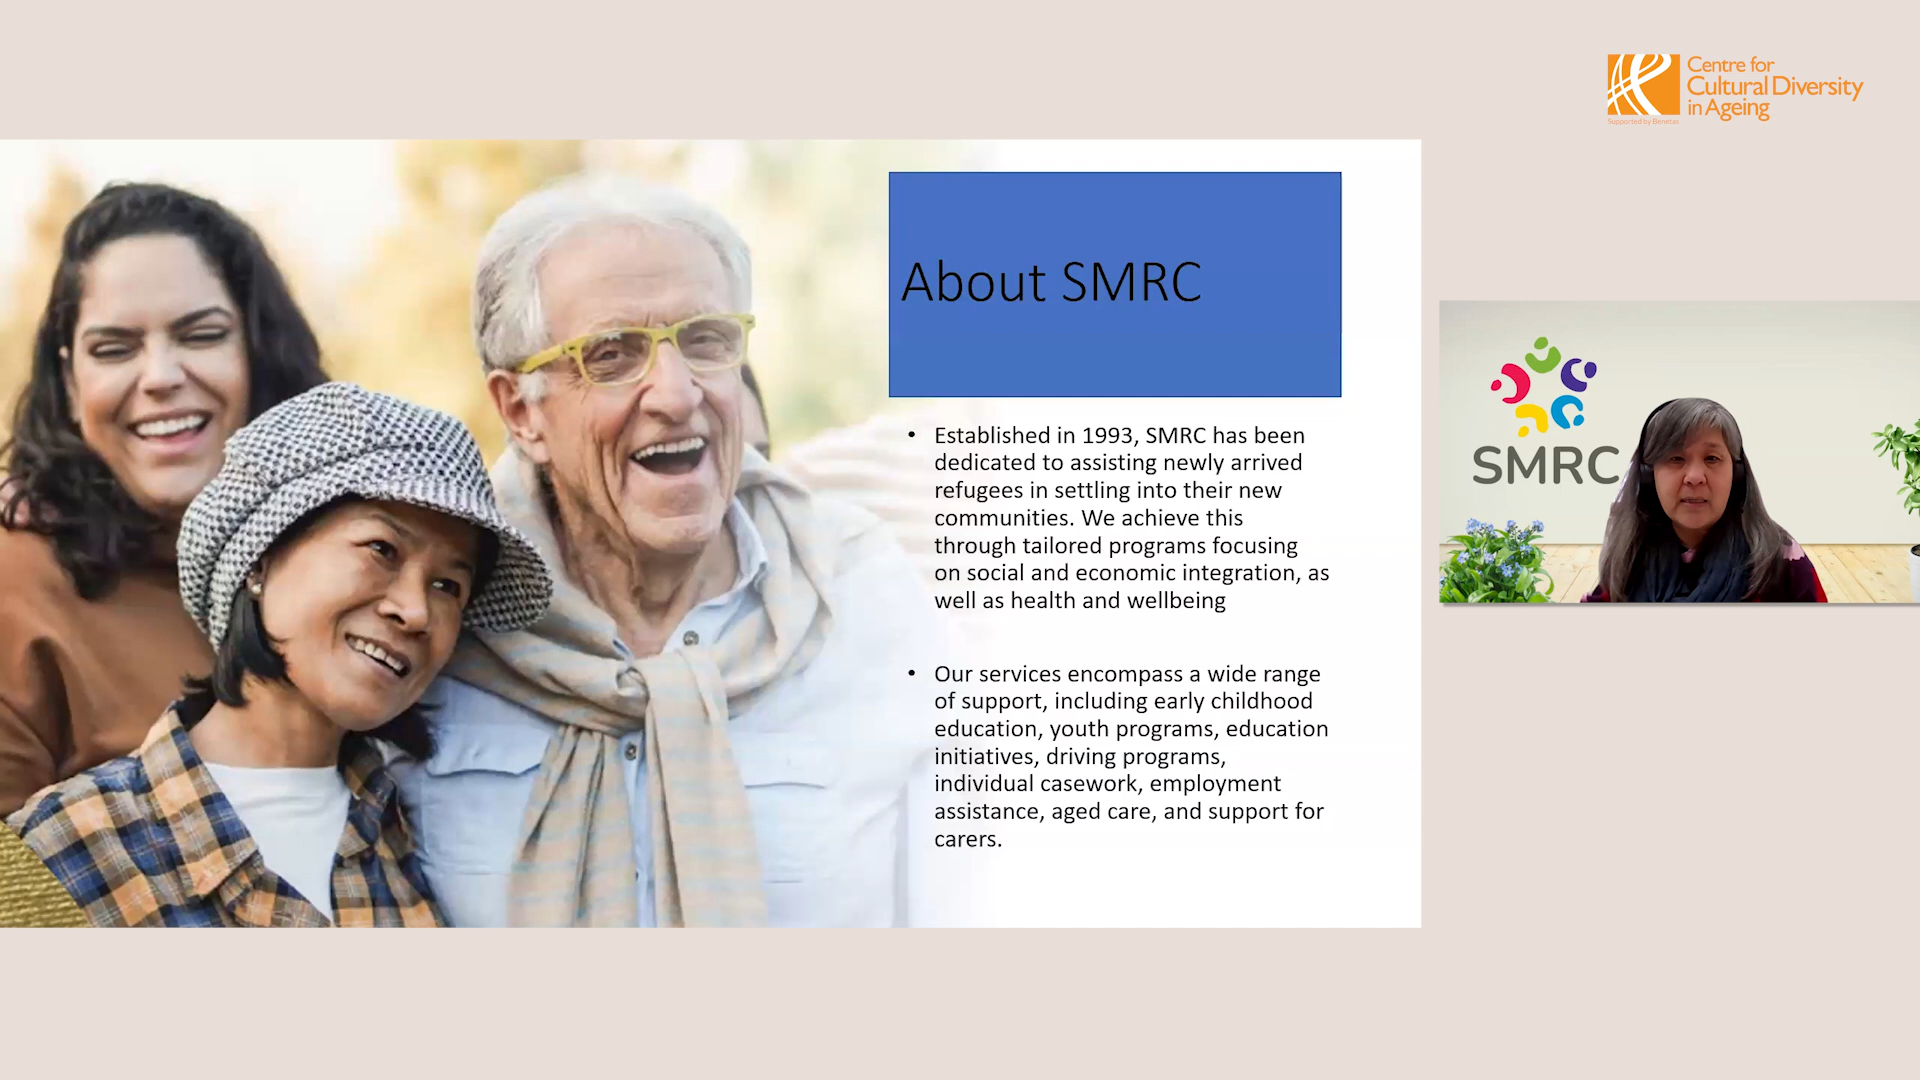 Centre for
Cultural Diversity
in Ageing
Supported by Benetas
About SMRC
• Established in 1993, SMRC has been
dedicated to assisting newly arrived
refugees in settling into their new
communities. We achieve this
through tailored programs focusing
on social and economic integration, as
well as health and wellbeing
• Our services encompass a wide range
of support, including early childhood
education, youth programs, education
initiatives, driving programs,
individual casework, employment
assistance, aged care, and support for
carers.
SMRC